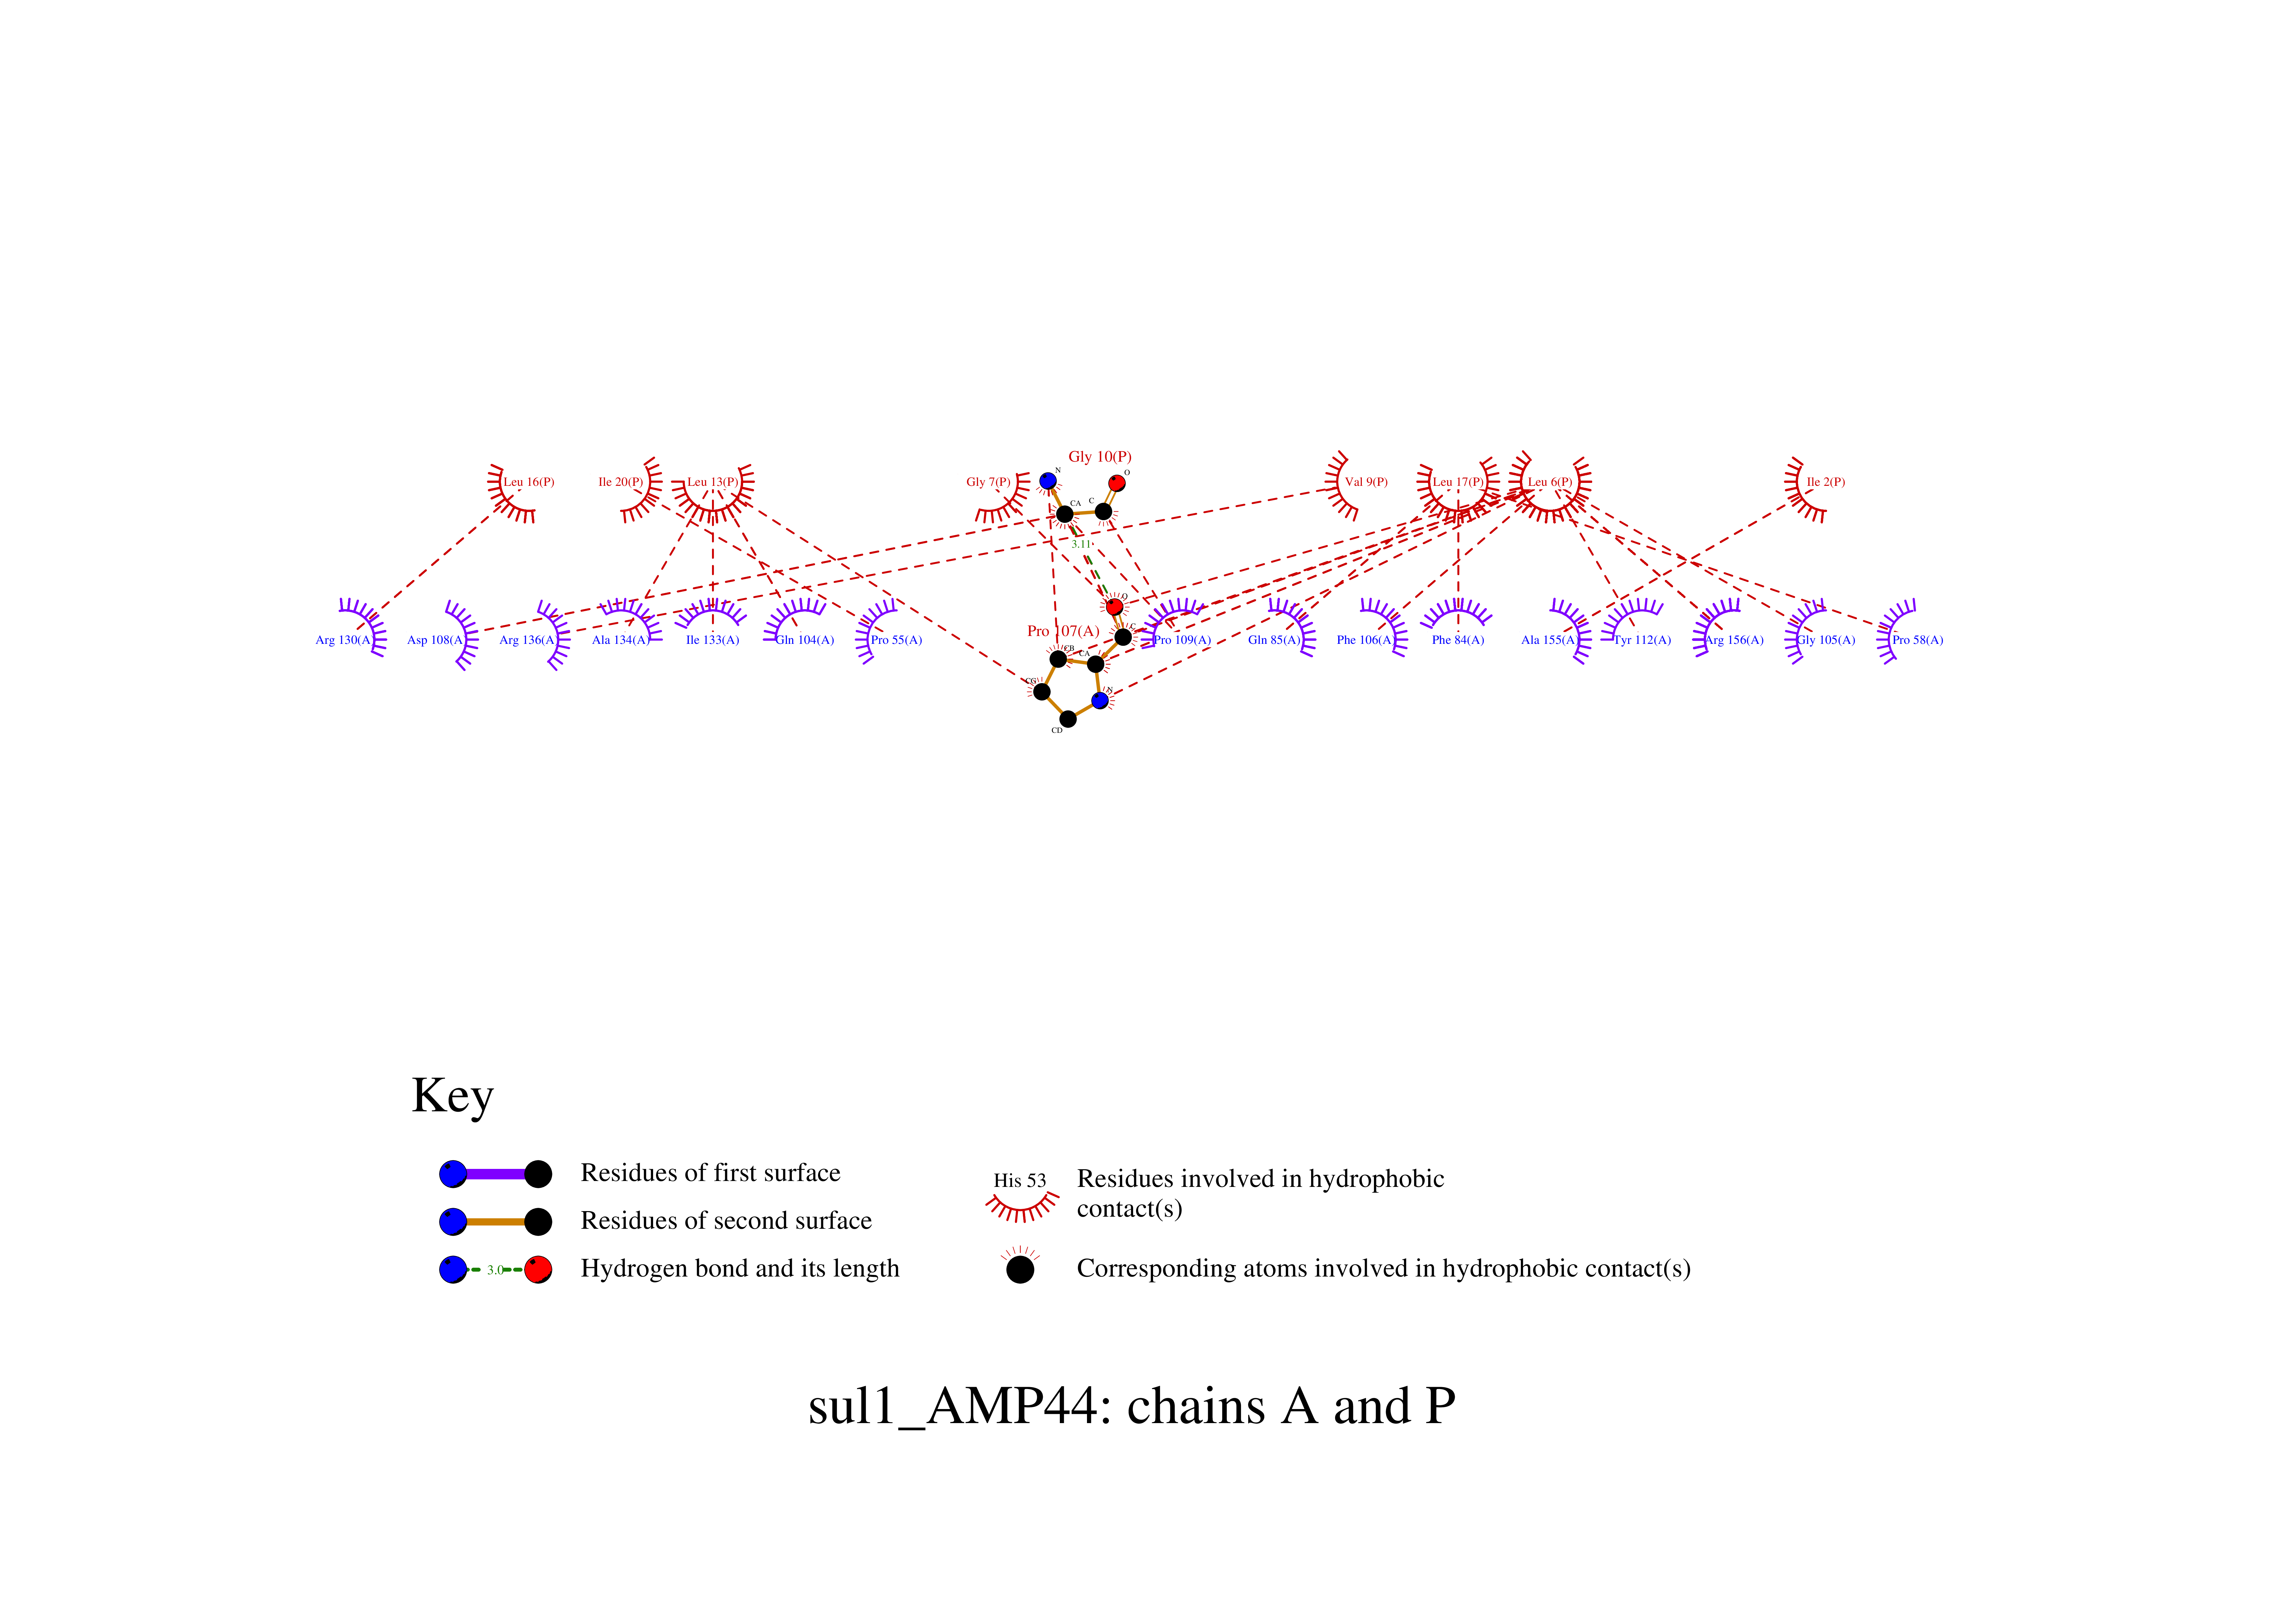 Gly 10(P)
N
O
Leu 16(P) Ile 20(P) Leu 13(P) Gly 7(P) Val 9(P) Leu 17(P) Leu 6(P) Ile 2(P)
CA C
3.11
O
C
Pro 107(A)
Arg 130(A) Asp 108(A) Arg 136(A) Ala 134(A) Ile 133(A) Gln 104(A) Pro 55(A) Pro 109(A) Gln 85(A) Phe 106(A) Phe 84(A) Ala 155(A) Tyr 112(A) Arg 156(A) Gly 105(A) Pro 58(A)
CB CA
CG N
CD
Key
Residues of first surface
Residues of second surface
3.0 Hydrogen bond and its length
His 53 Residues involved in hydrophobic
contact(s)
Corresponding atoms involved in hydrophobic contact(s)
sul1_AMP44: chains A and P